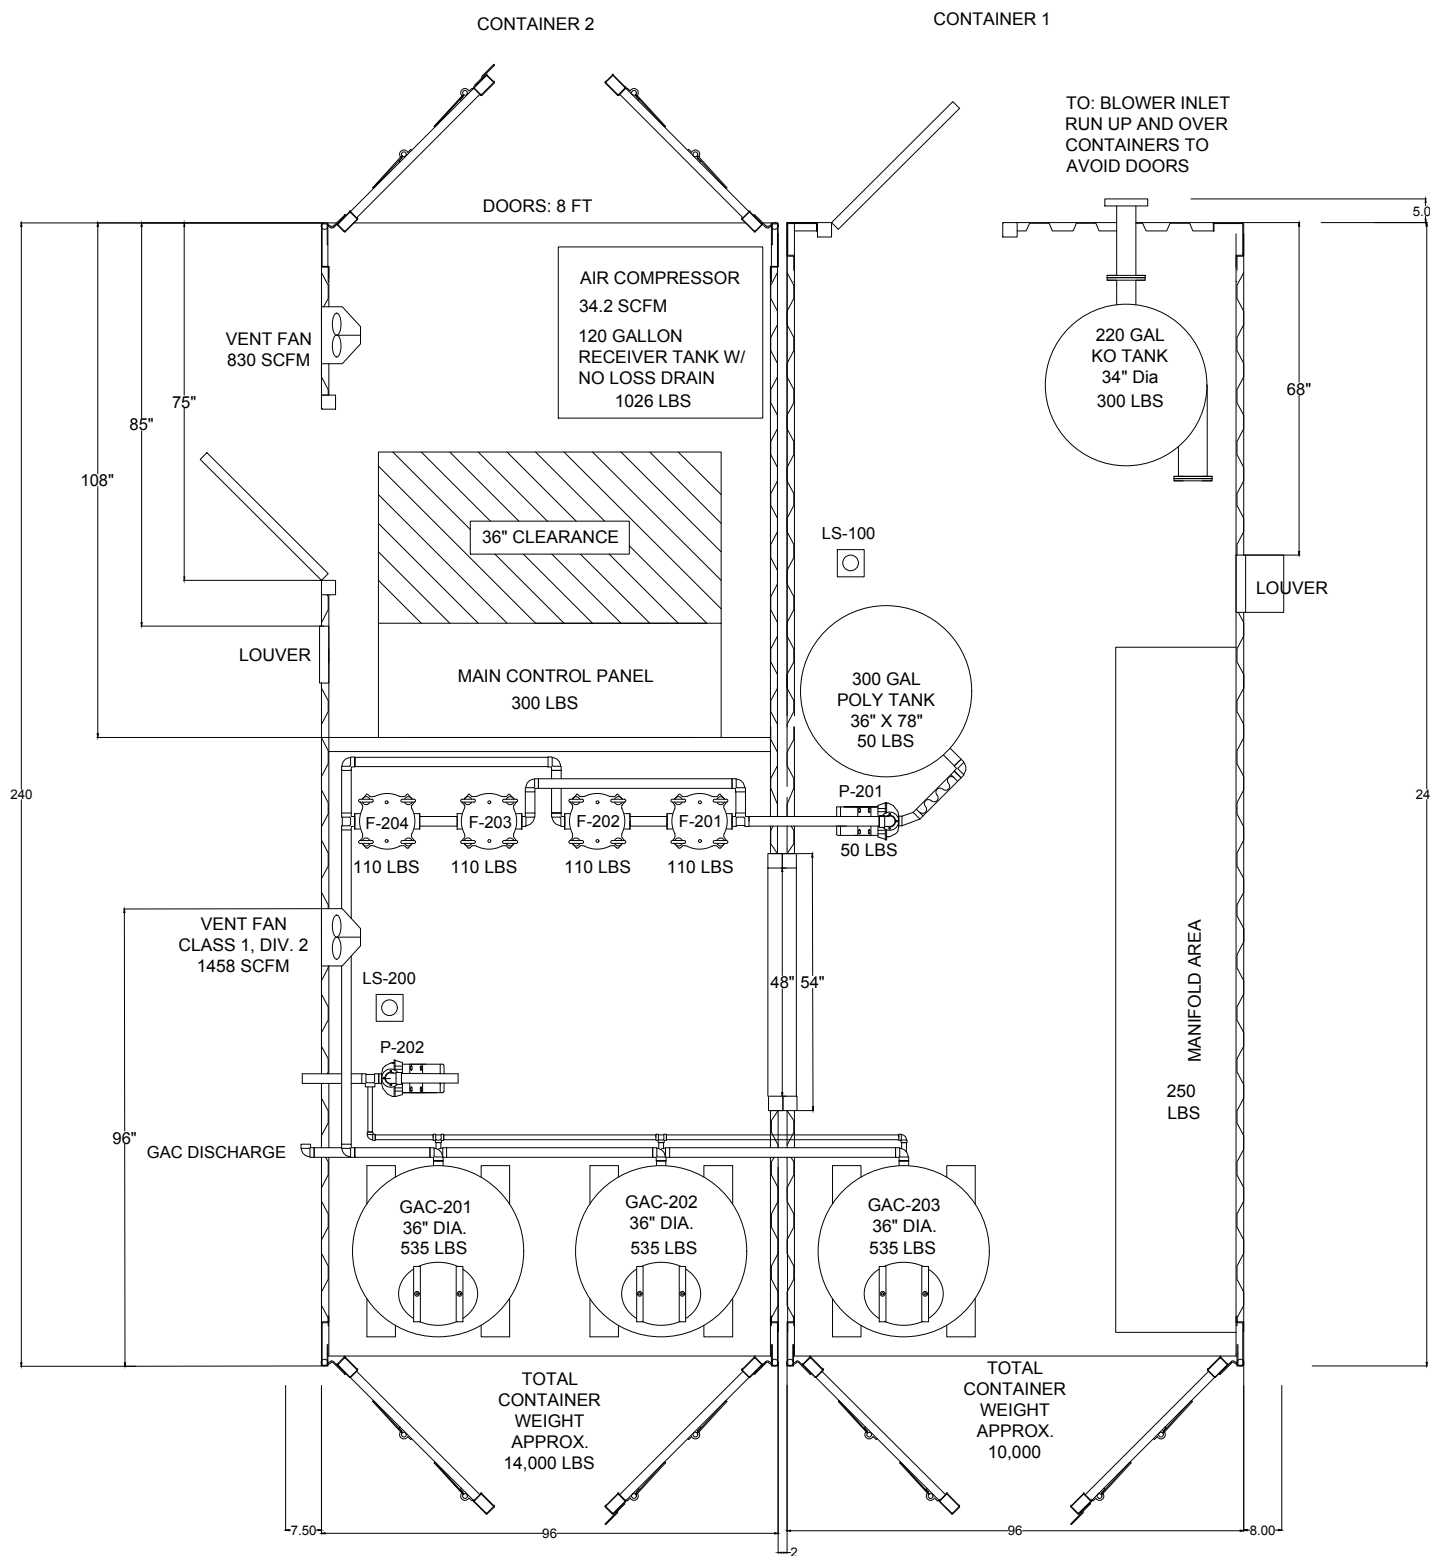 CONTAINER 2
CONTAINER 1
TO: BLOWER INLET
RUN UP AND OVER
CONTAINERS TO
AVOID DOORS
DOORS: 8 FT
5.0
AIR COMPRESSOR
34.2 SCFM
120 GALLON
RECEIVER TANK W/
NO LOSS DRAIN
1026 LBS
VENT FAN
830 SCFM
220 GAL
KO TANK
34" Dia
300 LBS
68"
75"
85"
108"
36" CLEARANCE
LS-100
LOUVER
LOUVER
MAIN CONTROL PANEL
300 LBS
300 GAL
POLY TANK
36" X 78"
50 LBS
240
24
P-201
50 LBS
F-204
F-203
F-202
F-201
110 LBS
110 LBS
110 LBS
110 LBS
VENT FAN
CLASS 1, DIV. 2
1458 SCFM
LS-200
48"
54"
MANIFOLD AREA
250
LBS
P-202
96"
GAC DISCHARGE
GAC-201
36" DIA.
535 LBS
GAC-202
36" DIA.
535 LBS
GAC-203
36" DIA.
535 LBS
TOTAL
CONTAINER
WEIGHT
APPROX.
14,000 LBS
TOTAL
CONTAINER
WEIGHT
APPROX.
10,000
7.50
96
2
96
8.00